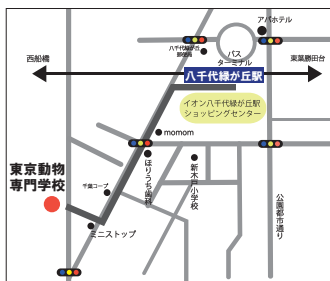 アパホテル
八千代緑が丘
郵便局
バス
ターミナル
西船橋
東葉勝田台
八千代緑が丘駅
イオン八千代緑が丘駅
ショッピングセンター
momom
ほりうち歯科
新木戸小学校
東京動物
専門学校
千葉コープ
公園都市通り
ミニストップ